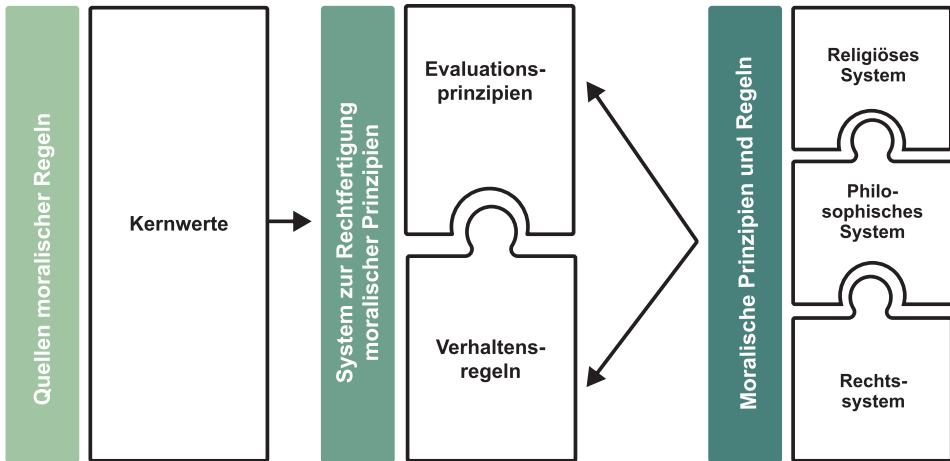 Quellen moralischer Regeln
Kernwerte
System zur Rechtfertigung
moralischer Prinzipien
Evaluations-
prinzipien
Verhaltens-
regeln
Moralische Prinzipien und Regeln
Religiöses
System
Philo-
sophisches
System
Rechts-
system